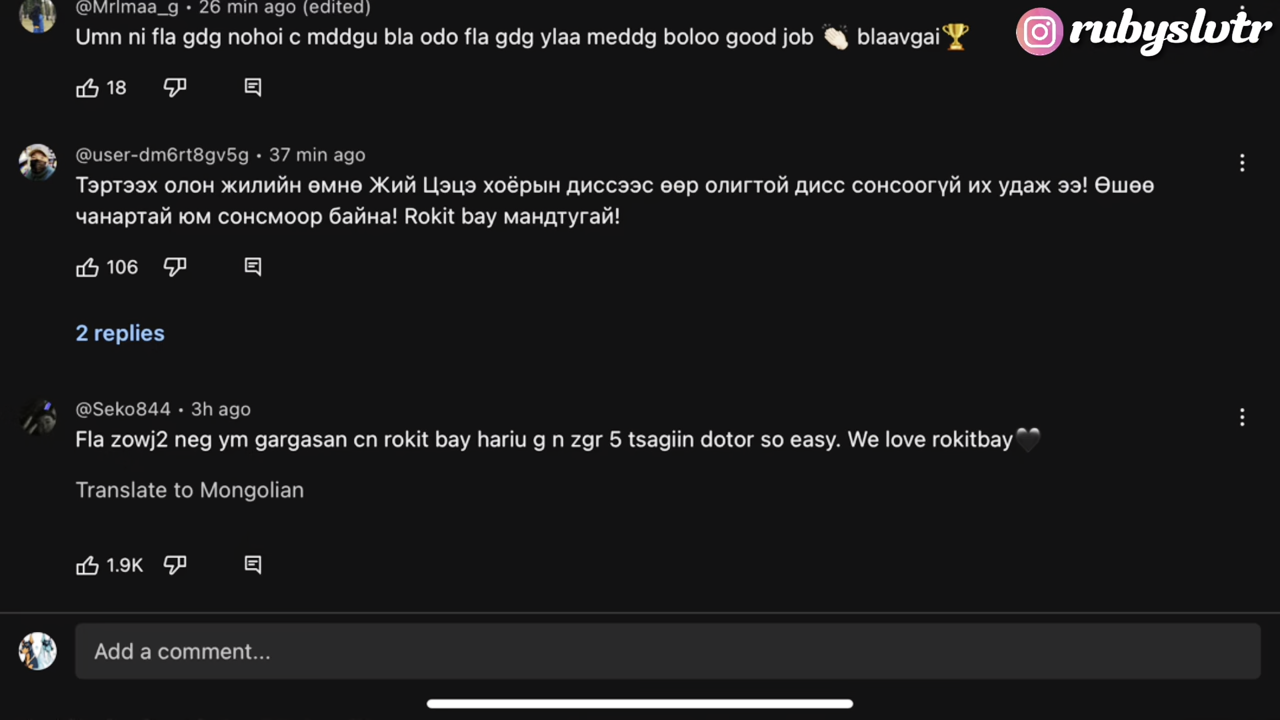 @Mrlmaa_g • 26 min ago (edited)
rubyslvtr
Umn ni fla gdg nohoi c mddgu bla odo fla gdg ylaa meddg boloo good job 👏🏻 blaavgai🏆
18
@user-dm6rt8gv5g • 37 min ago
Тэртээх олон жилийн өмнө Жий Цэцэ хоёрын диссээс өөр олигтой дисс сонсоогүй их удаж ээ! Өшөө
чанартай юм сонсмоор байна! Rokit bay мандтугай!
106
2 replies
@Seko844 • 3h ago
Fla zowj2 neg ym gargasan cn rokit bay hariu g n zgr 5 tsagiin dotor so easy. We love rokitbay🖤
Translate to Mongolian
1.9K
Add a comment...